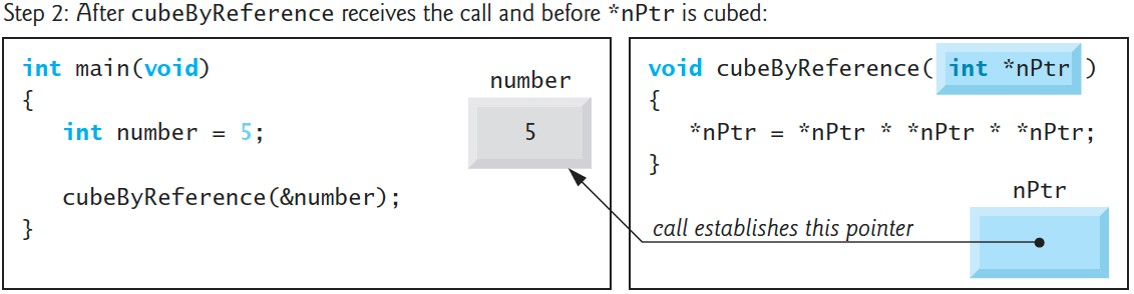 Step 2: After cubeByReference receives the call and before *nPtr is cubed:
int main(void)
{
int number = 5;
cubeByReference(&number);
}
number
5
void cubeByReference( int *nPtr )
{
*nPtr = *nPtr * *nPtr * *nPtr;
}
nPtr
call establishes this pointer